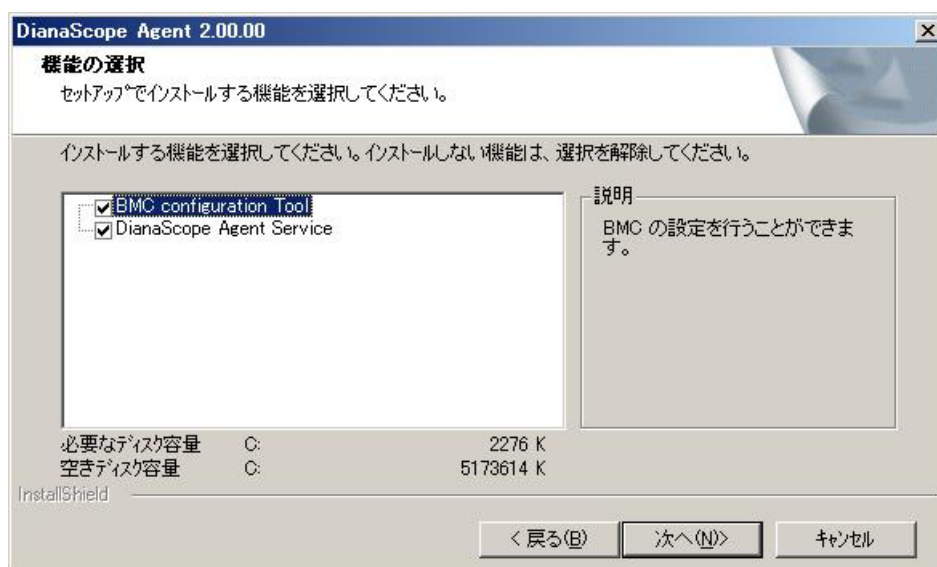 DianaScope Agent 2.00.00
機能の選択
セットアップでインストールする機能を選択してください。
インストールする機能を選択してください。インストールしない機能は、選択を解除してください。
BMC configuration Tool
DianaScope Agent Service
説明
BMC の設定を行うことができま
す。
必要なディスク容量 C: 2276 K
空きディスク容量 C: 5173614 K
InstallShield
< 戻る(B)
次へ(N)>
キャンセル